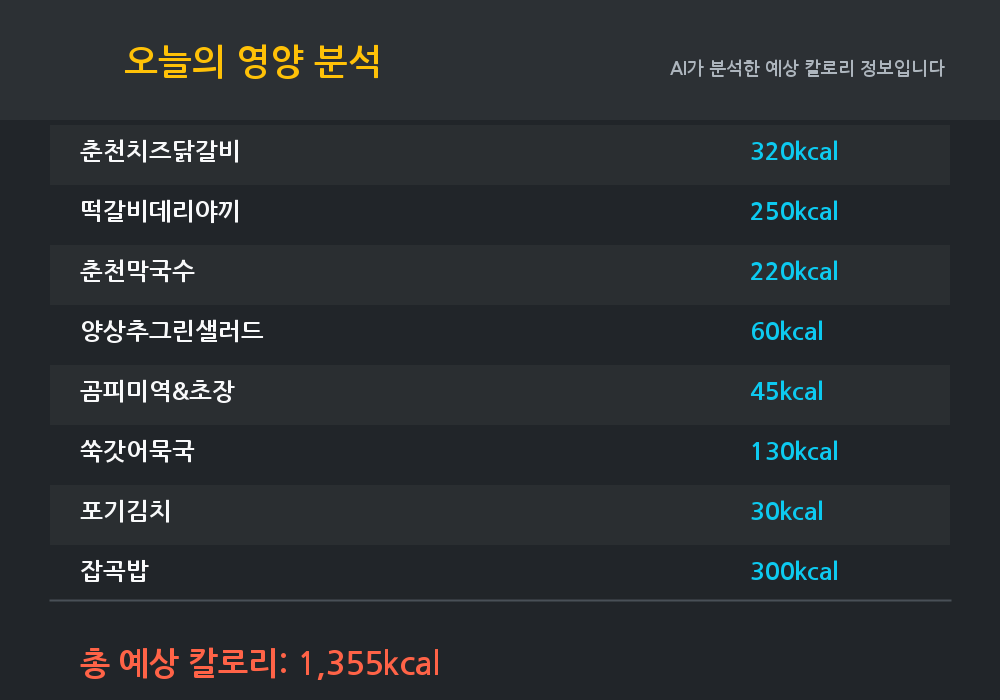 오늘의 영양 분석
AI가 분석한 예상 칼로리 정보입니다
춘천치즈닭갈비 320kcal
떡갈비데리야끼 250kcal
춘천막국수 220kcal
양상추그린샐러드 60kcal
곰피미역&초장 45kcal
쑥갓어묵국 130kcal
포기김치 30kcal
잡곡밥 300kcal
총 예상 칼로리: 1,355kcal